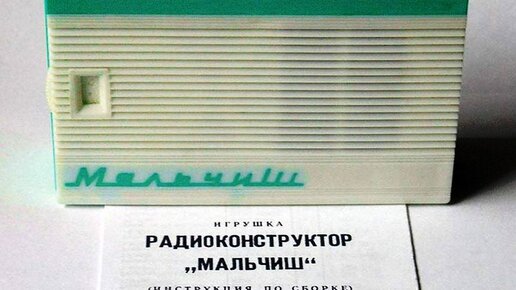 Мальчиш
ИГРУШКА
РАДИОКОНСТРУКТОР
„МАЛЬЧИШ“
(ИНСТРУКЦИЯ ПО СБОРКЕ)